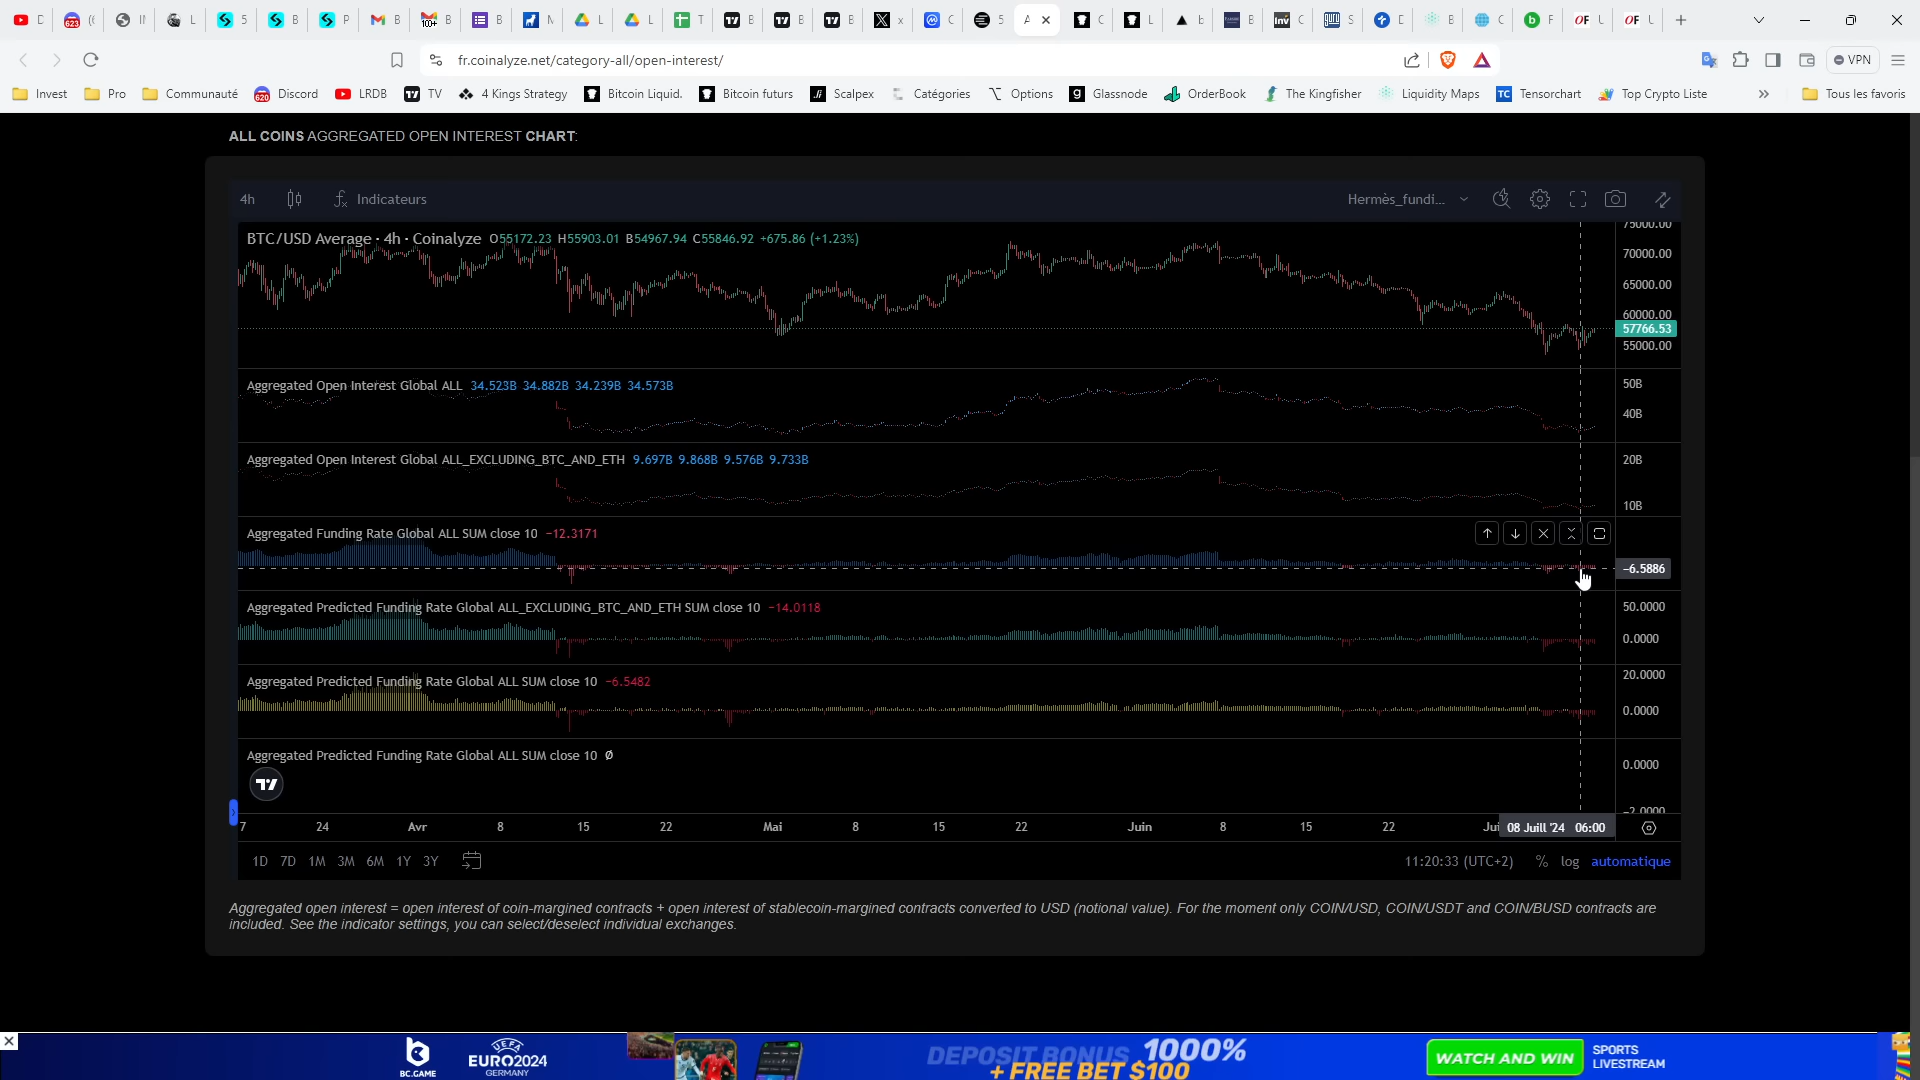 fr.coinalyze.net/category-all/open-interest/
VPN
Invest
Pro
Communauté
Discord
LRDB
TV
4 Kings Strategy
Bitcoin Liquid.
Bitcoin futurs
Scalpex
Catégories
Options
Glassnode
OrderBook
The Kingfisher
Liquidity Maps
Tensorchart
Top Crypto Liste
Tous les favoris
ALL COINS AGGREGATED OPEN INTEREST CHART:
4h
Indicateurs
Hermès_fundi...
BTC/USD Average · 4h · Coinalyze O55172.23 H55903.01 B54967.94 C55846.92 +675.86 (+1.23%)
75000.00
70000.00
65000.00
60000.00
57766.53
55000.00
Aggregated Open Interest Global ALL 34.523B 34.882B 34.239B 34.573B
50B
40B
Aggregated Open Interest Global ALL_EXCLUDING_BTC_AND_ETH 9.697B 9.868B 9.576B 9.733B
20B
10B
Aggregated Funding Rate Global ALL SUM close 10 −12.3171
−6.5886
Aggregated Predicted Funding Rate Global ALL_EXCLUDING_BTC_AND_ETH SUM close 10 −14.0118
50.0000
0.0000
Aggregated Predicted Funding Rate Global ALL SUM close 10 −6.5482
20.0000
0.0000
Aggregated Predicted Funding Rate Global ALL SUM close 10 Ø
0.0000
−2.0000
7 24 Avr 8 15 22 Mai 8 15 22 Juin 8 15 22 Jui 08 Juill '24 06:00
1D 7D 1M 3M 6M 1Y 3Y
11:20:33 (UTC+2) % log automatique
Aggregated open interest = open interest of coin-margined contracts + open interest of stablecoin-margined contracts converted to USD (notional value). For the moment only COIN/USD, COIN/USDT and COIN/BUSD contracts are
included. See the indicator settings, you can select/deselect individual exchanges.
BC.GAME
UEFA
EURO2024
GERMANY
DEPOSIT BONUS 1000%
+ FREE BET $100
WATCH AND WIN
SPORTS
LIVESTREAM